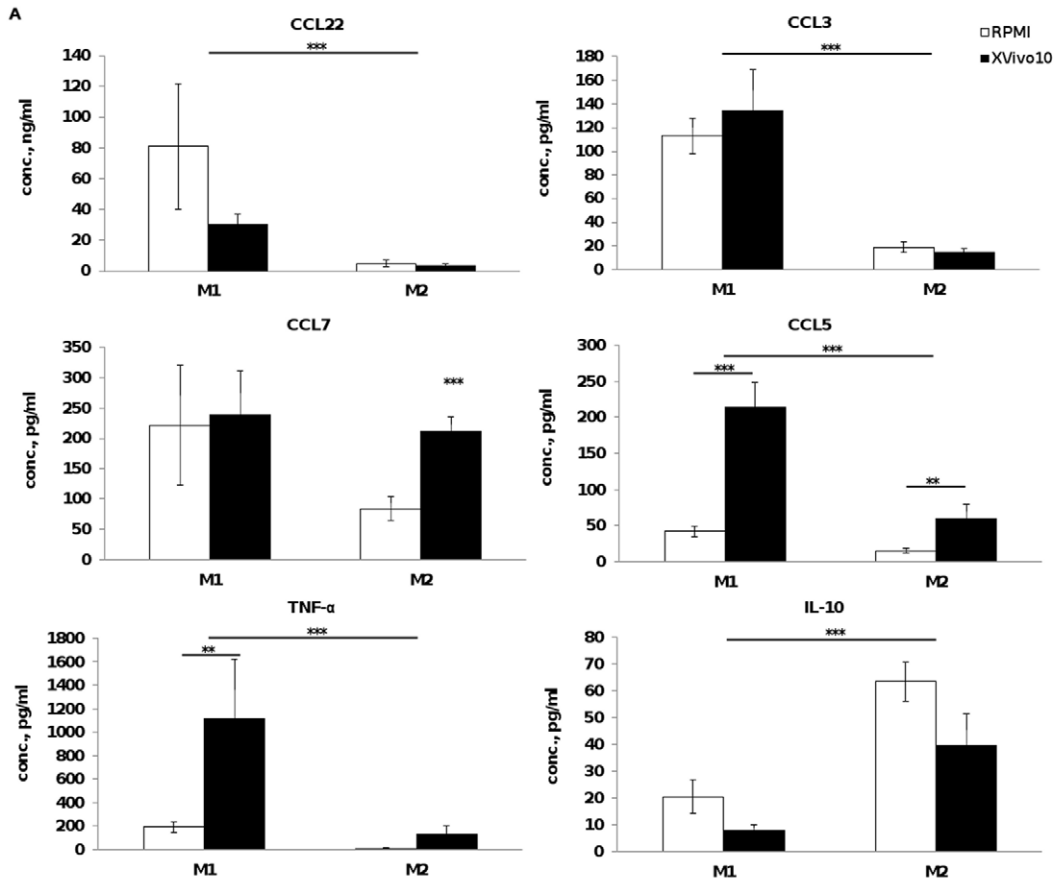 A
CCL22
***
140
120
100
80
60
40
20
0
conc., ng/ml
M1
M2
CCL3
***
RPMI
XVivo10
180
160
140
120
100
80
60
40
20
0
conc., pg/ml
M1
M2
CCL7
***
350
300
250
200
150
100
50
0
conc., pg/ml
M1
M2
CCL5
***
***
**
300
250
200
150
100
50
0
conc., pg/ml
M1
M2
TNF-α
***
**
1800
1600
1400
1200
1000
800
600
400
200
0
conc., pg/ml
M1
M2
IL-10
***
80
70
60
50
40
30
20
10
0
conc., pg/ml
M1
M2